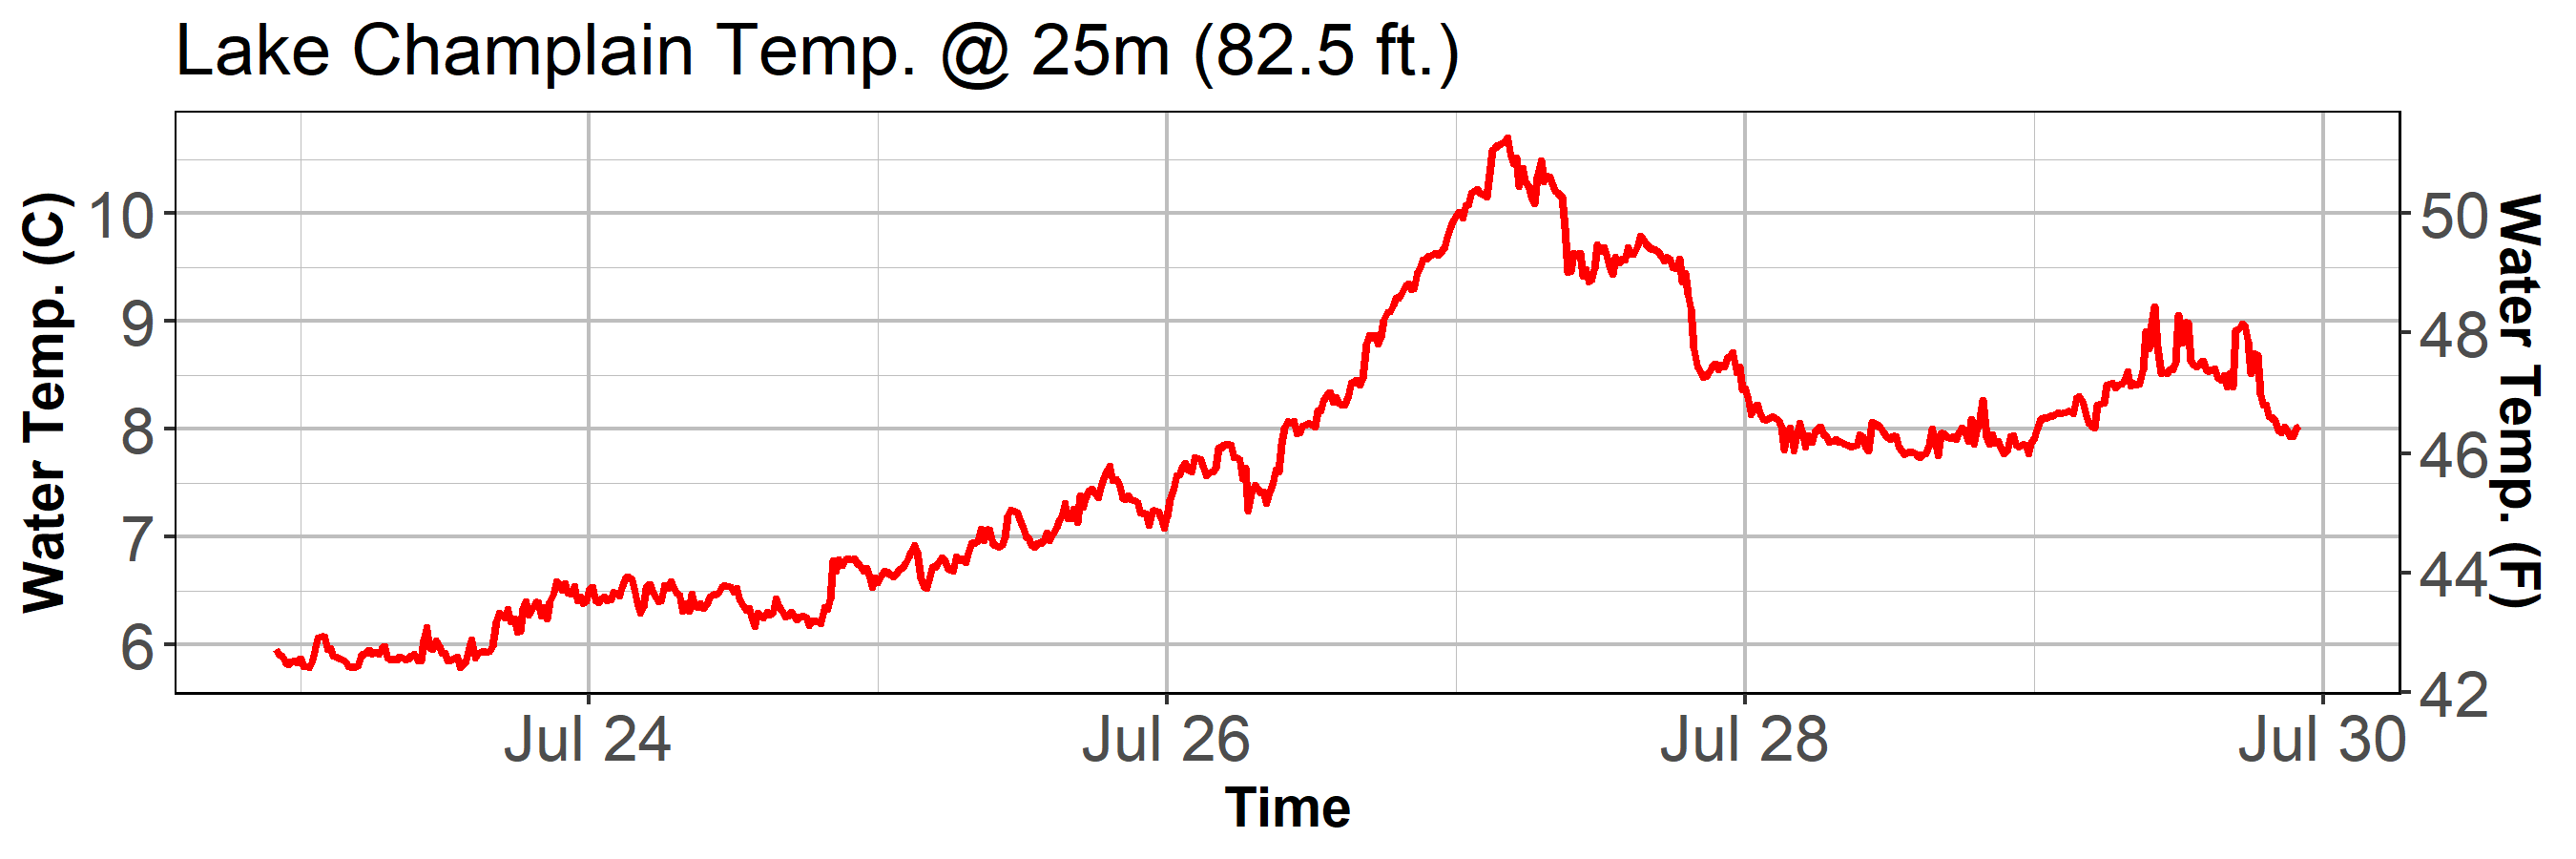 Lake Champlain Temp. @ 25m (82.5 ft.)
Water Temp. (C)
10
9
8
7
6
50
48
46
44
42
Water Temp. (F)
Jul 24
Jul 26
Jul 28
Jul 30
Time